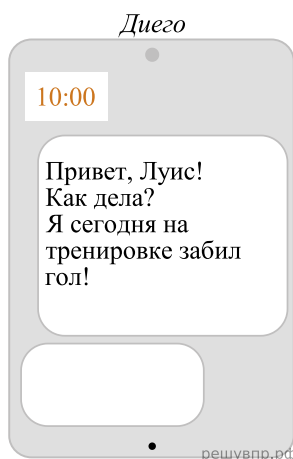 Диего
10:00
Привет, Луис!
Как дела?
Я сегодня на
тренировке забил
гол!
решувпр.рф